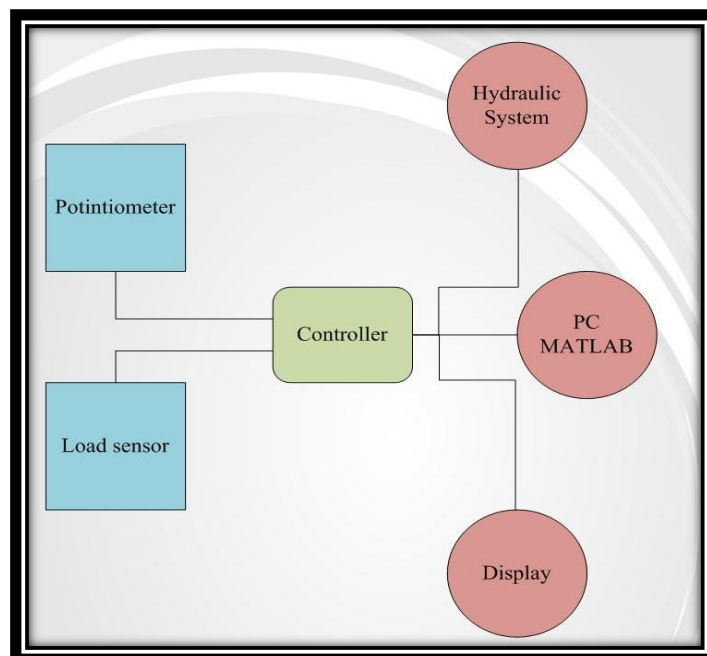 Hydraulic
System
Potintiometer
Controller
PC
MATLAB
Load sensor
Display